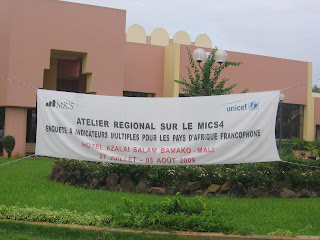 MICS
unicef
ATELIER REGIONAL SUR LE MICS4
ENQUETE A INDICATEURS MULTIPLES POUR LES PAYS D'AFRIQUE FRANCOPHONE
HOTEL AZALAI SALAM BAMAKO - MALI
27 JUILLET - 03 AOÛT 2009